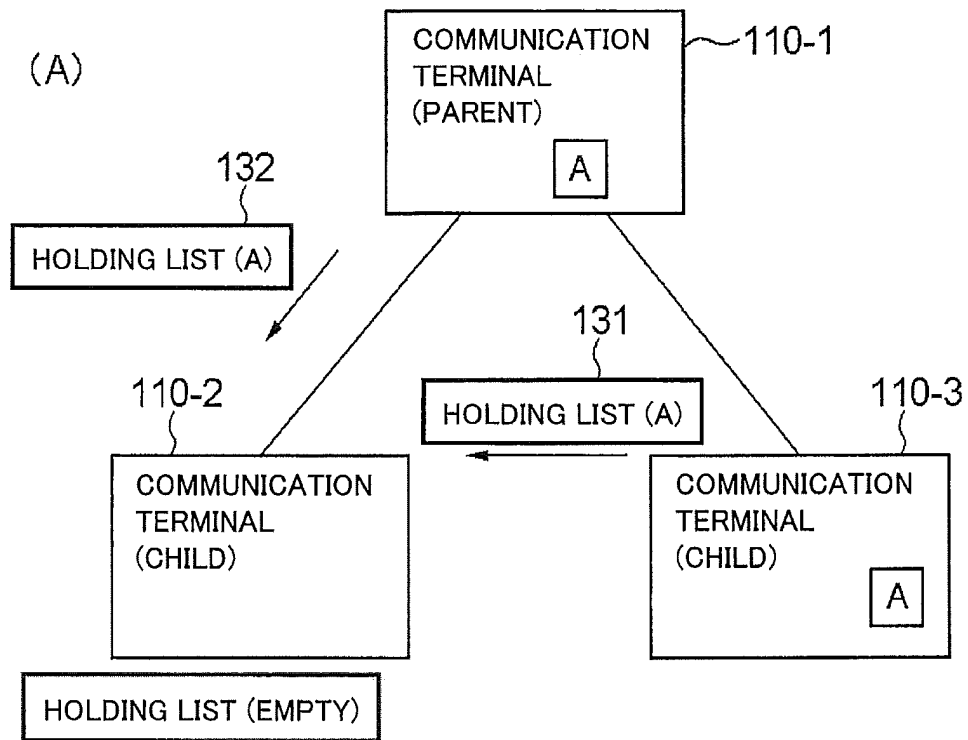 (A)
COMMUNICATION
TERMINAL
(PARENT)
A
110-1
132
HOLDING LIST (A)
131
HOLDING LIST (A)
110-2
COMMUNICATION
TERMINAL
(CHILD)
110-3
COMMUNICATION
TERMINAL
(CHILD)
A
HOLDING LIST (EMPTY)